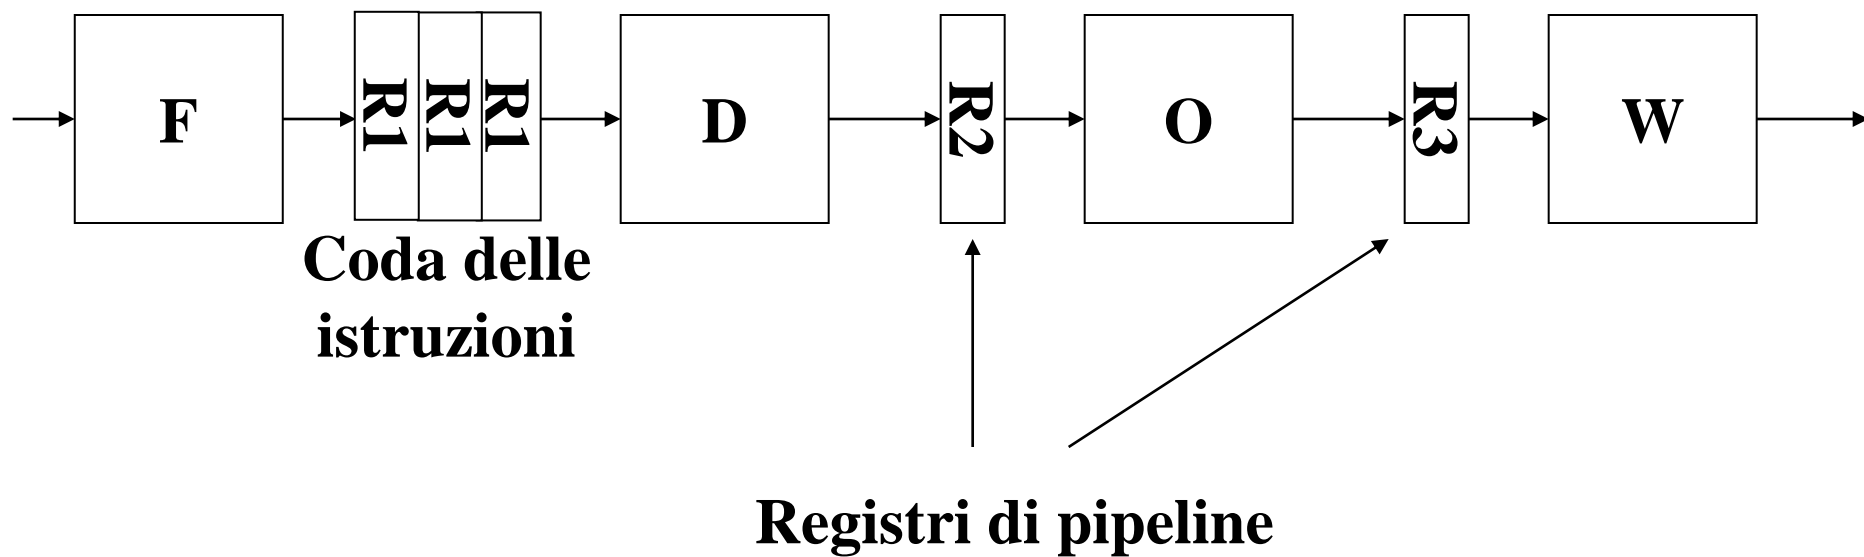 F
R1
R1
R1
D
R2
O
R3
W
Coda delle
istruzioni
Registri di pipeline